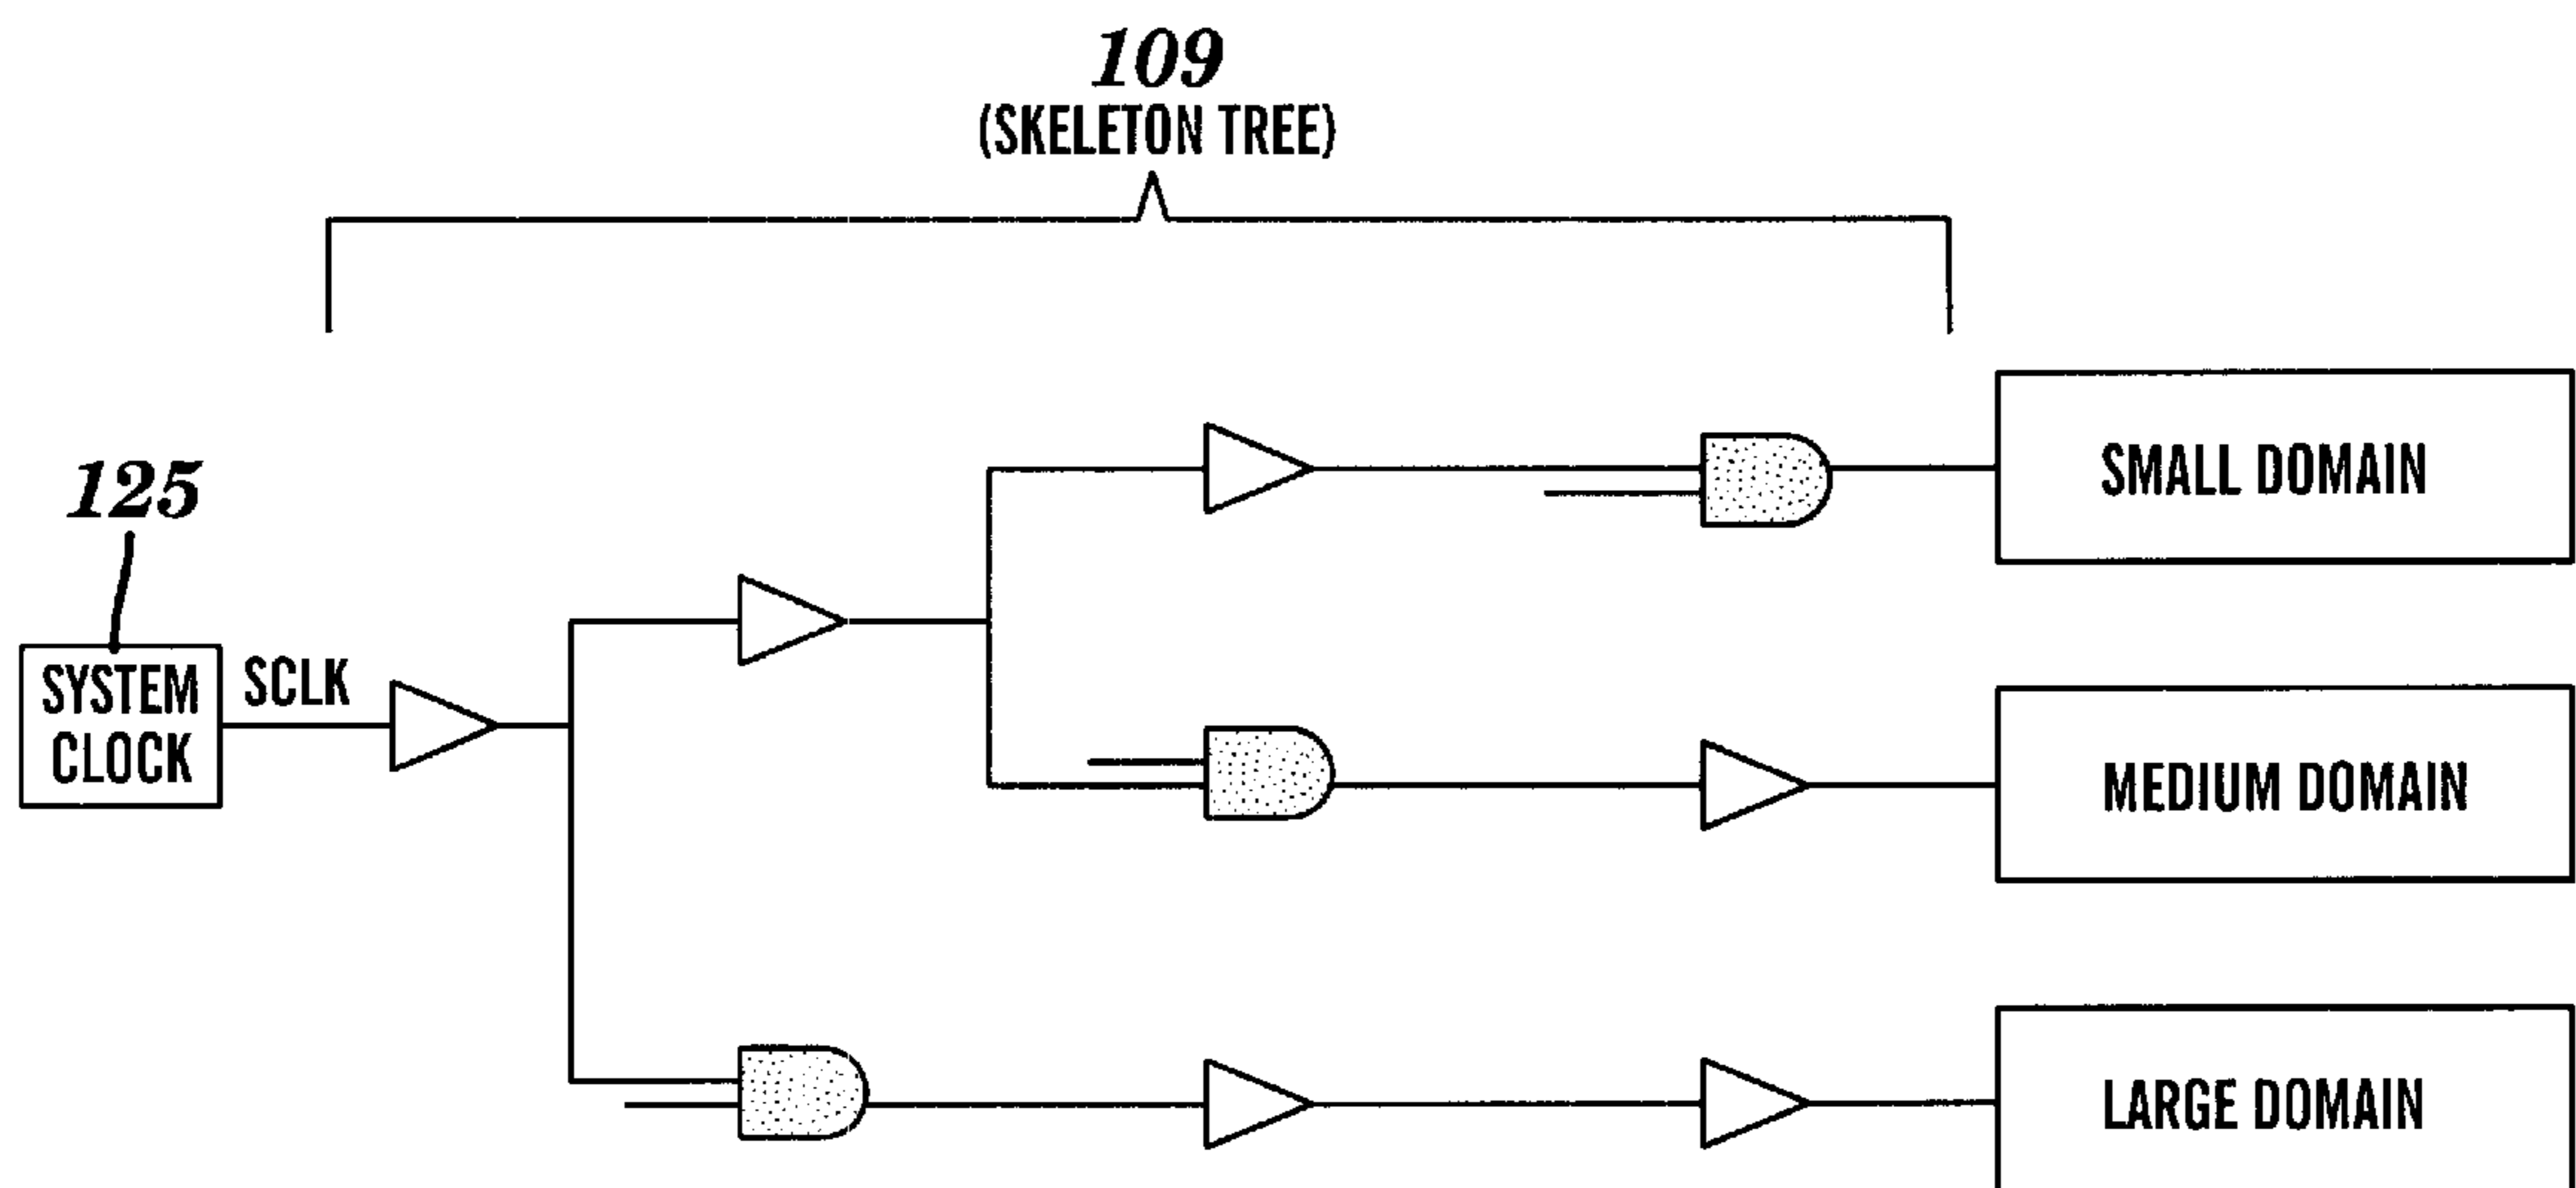 109
(SKELETON TREE)
125
SYSTEM
CLOCK
SCLK
SMALL DOMAIN
MEDIUM DOMAIN
LARGE DOMAIN